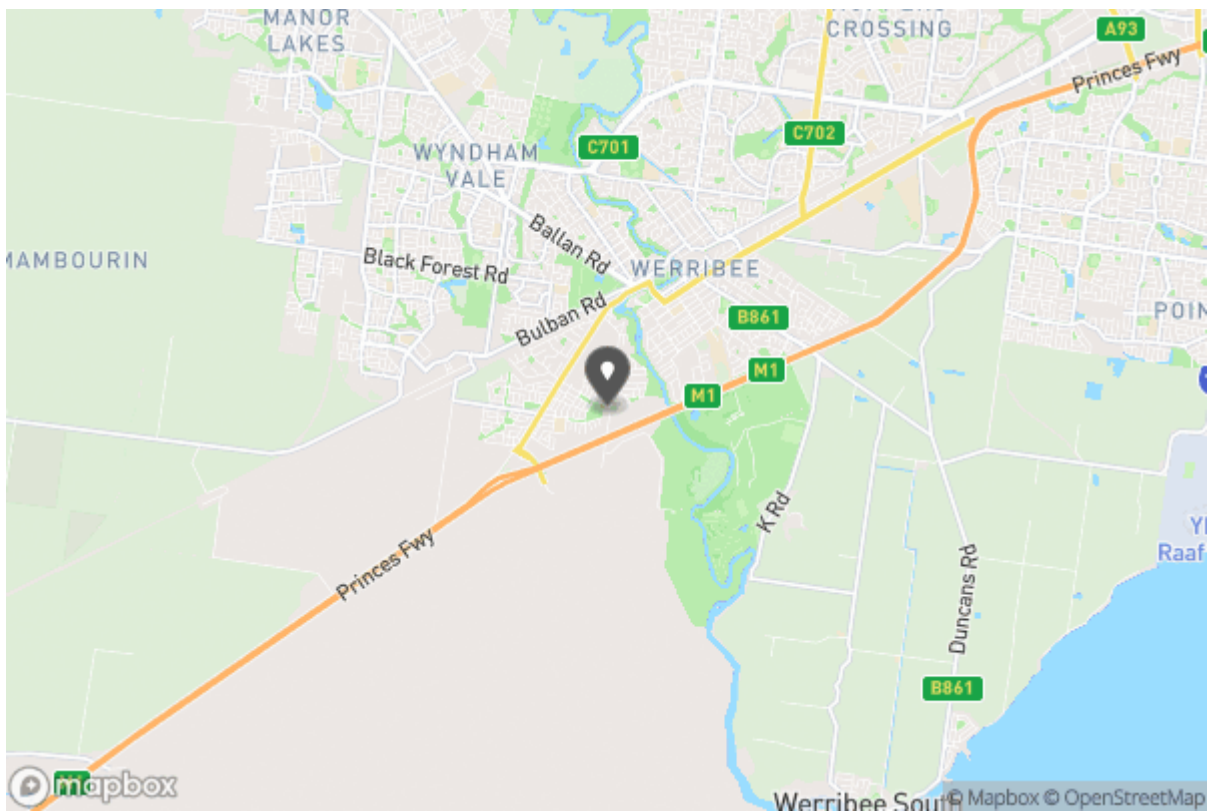 MANOR
LAKES
CROSSING
A93
Princes Fwy
C702
C701
WYNDHAM
VALE
Ballan Rd
MAMBOURIN
Black Forest Rd
WERRIBEE
Bulban Rd
B861
POIN
M1
M1
K Rd
Princes Fwy
Duncans Rd
Raaf
B861
mapbox
Werribee South
© Mapbox © OpenStreetMap